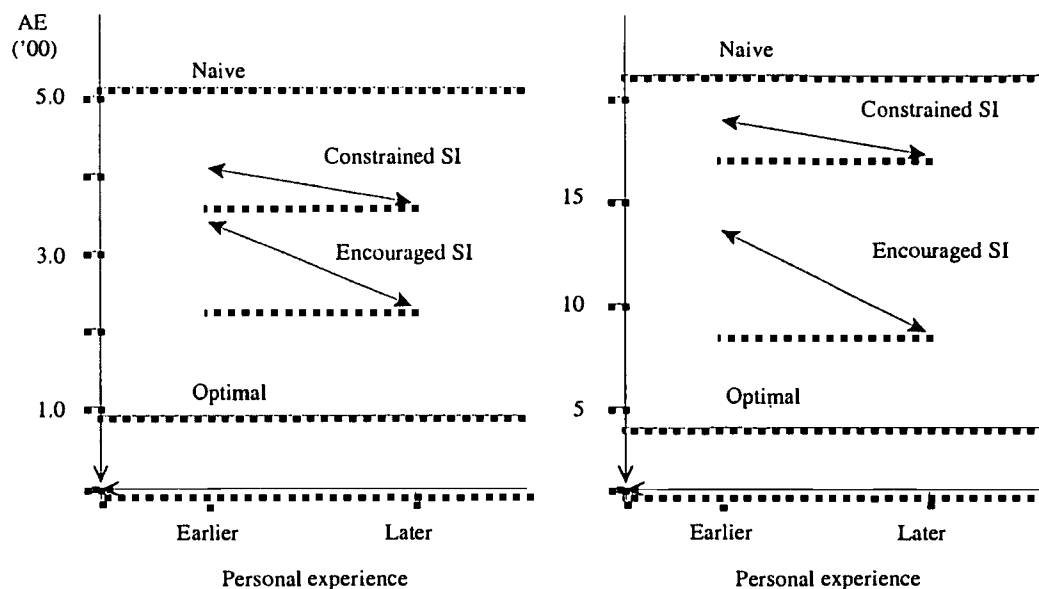 AE
('00)
Naive
5.0
Constrained SI
3.0
Encouraged SI
Optimal
1.0
Earlier
Later
Personal experience
Naive
Constrained SI
15
Encouraged SI
10
Optimal
5
Earlier
Later
Personal experience